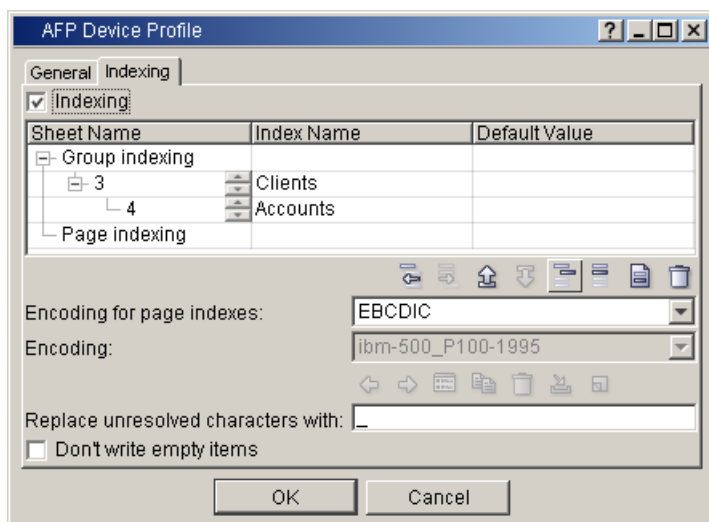 AFP Device Profile
General Indexing
Indexing
Sheet Name Index Name Default Value
Group indexing
3 Clients
4 Accounts
Page indexing
Encoding for page indexes: EBCDIC
Encoding: ibm-500_P100-1995
Replace unresolved characters with: _
Don't write empty items
OK Cancel